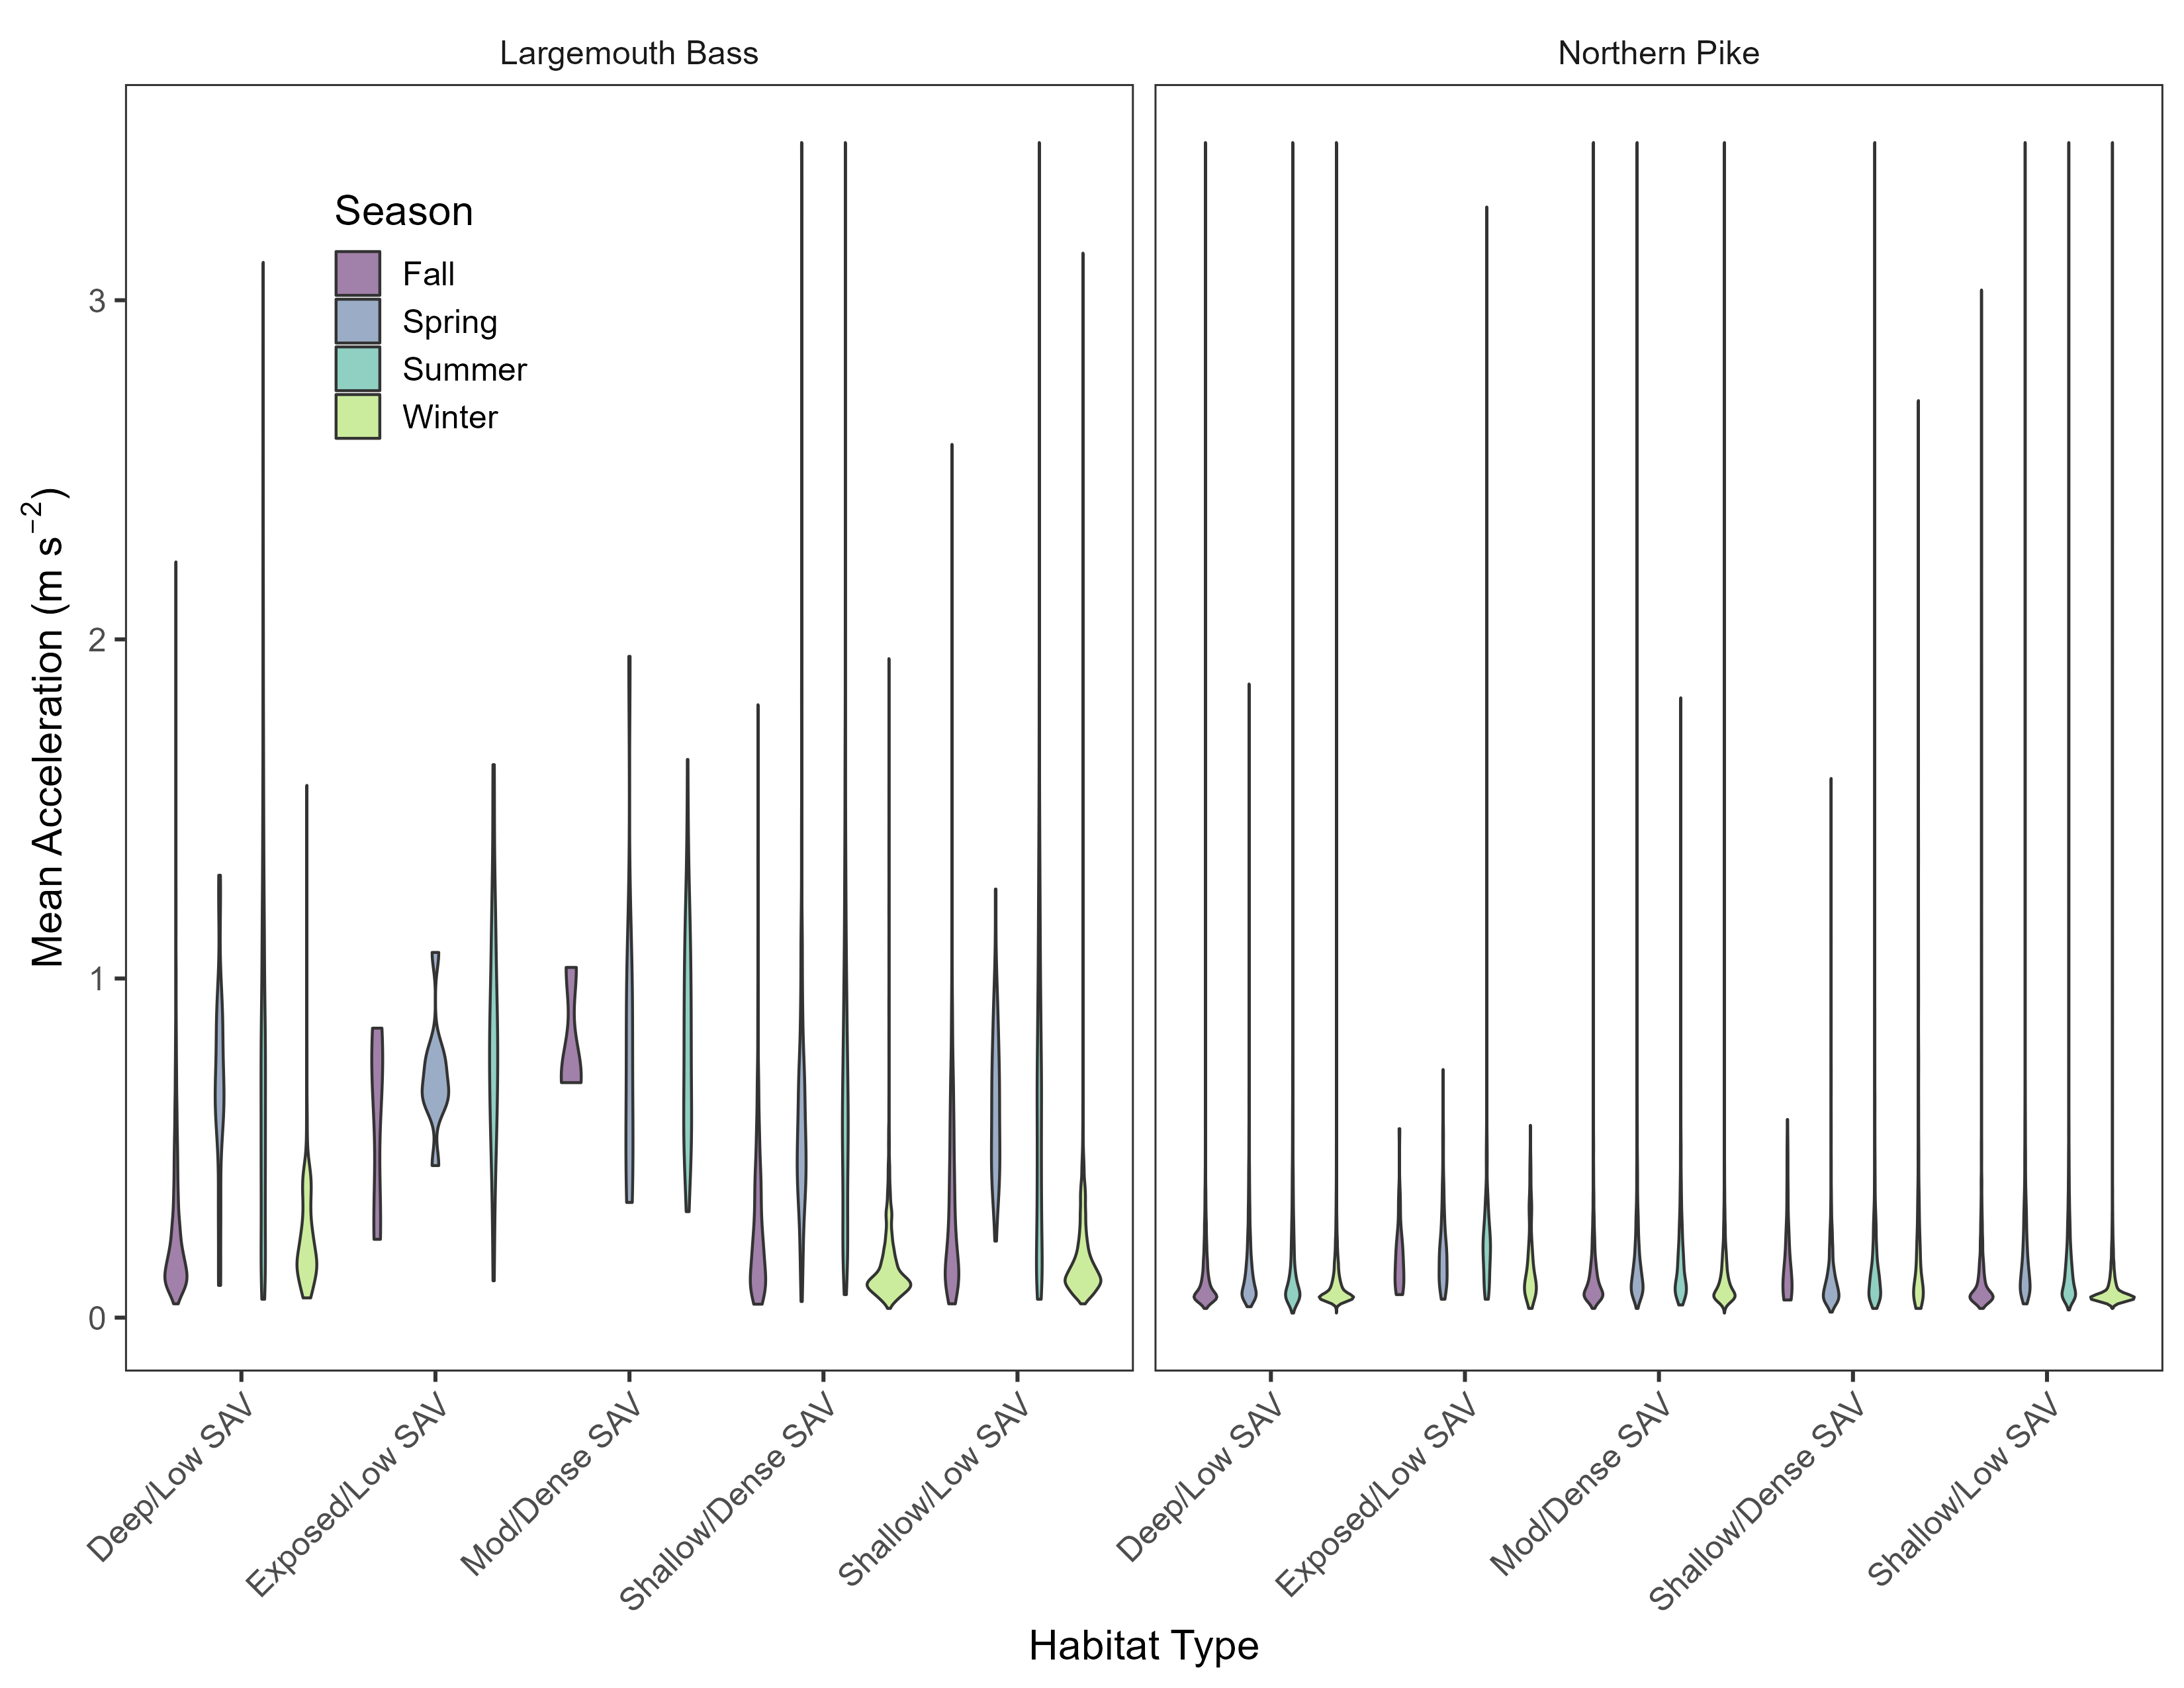 Largemouth Bass
Northern Pike
Season
Fall
Spring
Summer
Winter
Mean Acceleration (m s⁻²)
3
2
1
0
Deep/Low SAV
Exposed/Low SAV
Mod/Dense SAV
Shallow/Dense SAV
Shallow/Low SAV
Deep/Low SAV
Exposed/Low SAV
Mod/Dense SAV
Shallow/Dense SAV
Shallow/Low SAV
Habitat Type